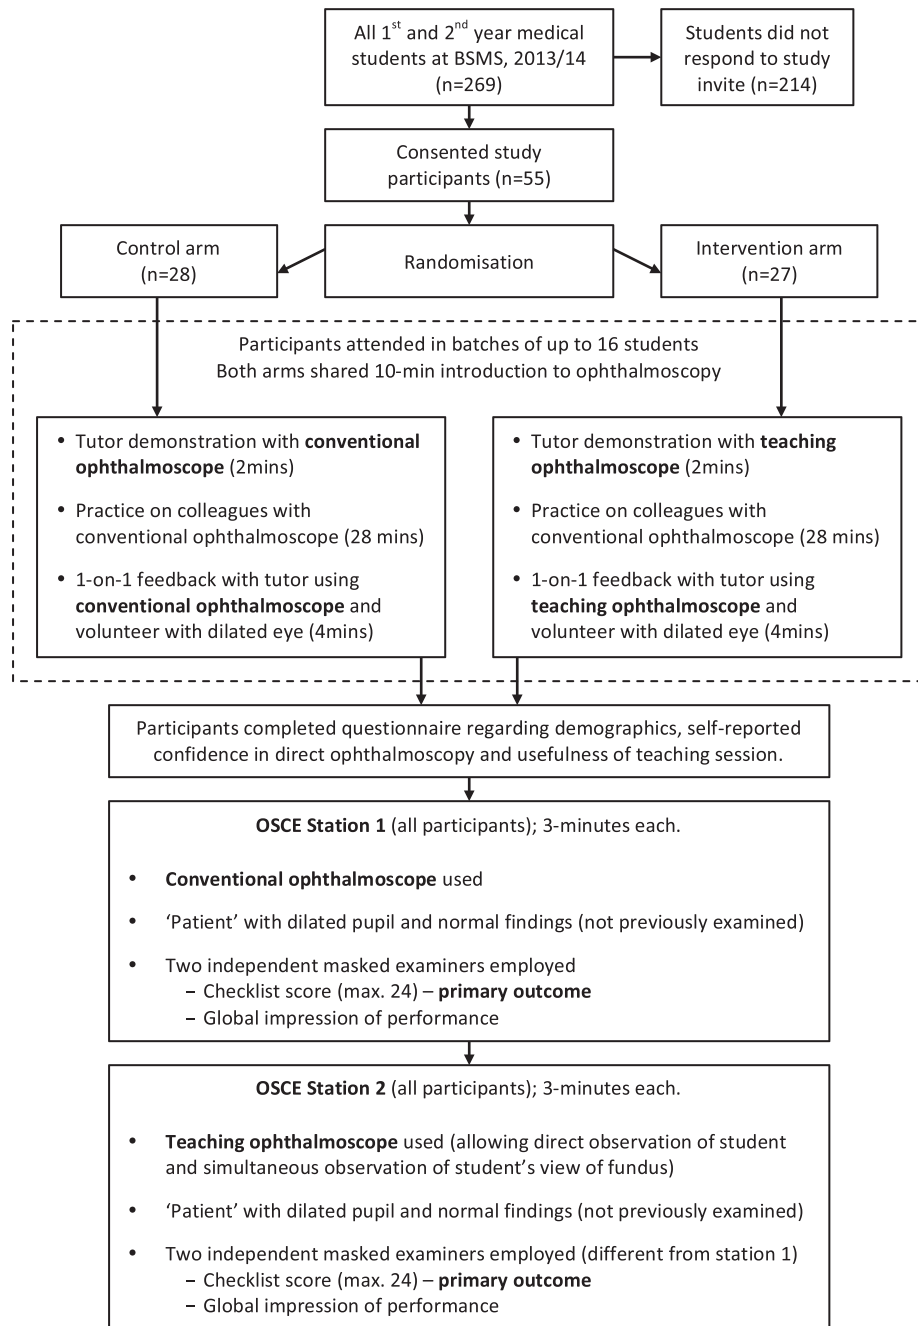 All 1st and 2nd year medical
students at BSMS, 2013/14
(n=269)
Students did not
respond to study
invite (n=214)
Consented study
participants (n=55)
Control arm
(n=28)
Randomisation
Intervention arm
(n=27)
Participants attended in batches of up to 16 students
Both arms shared 10-min introduction to ophthalmoscopy
• Tutor demonstration with conventional
ophthalmoscope (2mins)
• Practice on colleagues with
conventional ophthalmoscope (28 mins)
• 1-on-1 feedback with tutor using
conventional ophthalmoscope and
volunteer with dilated eye (4mins)
• Tutor demonstration with teaching
ophthalmoscope (2mins)
• Practice on colleagues with
conventional ophthalmoscope (28 mins)
• 1-on-1 feedback with tutor using
teaching ophthalmoscope and
volunteer with dilated eye (4mins)
Participants completed questionnaire regarding demographics, self-reported
confidence in direct ophthalmoscopy and usefulness of teaching session.
OSCE Station 1 (all participants); 3-minutes each.
• Conventional ophthalmoscope used
• ‘Patient’ with dilated pupil and normal findings (not previously examined)
• Two independent masked examiners employed
– Checklist score (max. 24) – primary outcome
– Global impression of performance
OSCE Station 2 (all participants); 3-minutes each.
• Teaching ophthalmoscope used (allowing direct observation of student
and simultaneous observation of student’s view of fundus)
• ‘Patient’ with dilated pupil and normal findings (not previously examined)
• Two independent masked examiners employed (different from station 1)
– Checklist score (max. 24) – primary outcome
– Global impression of performance